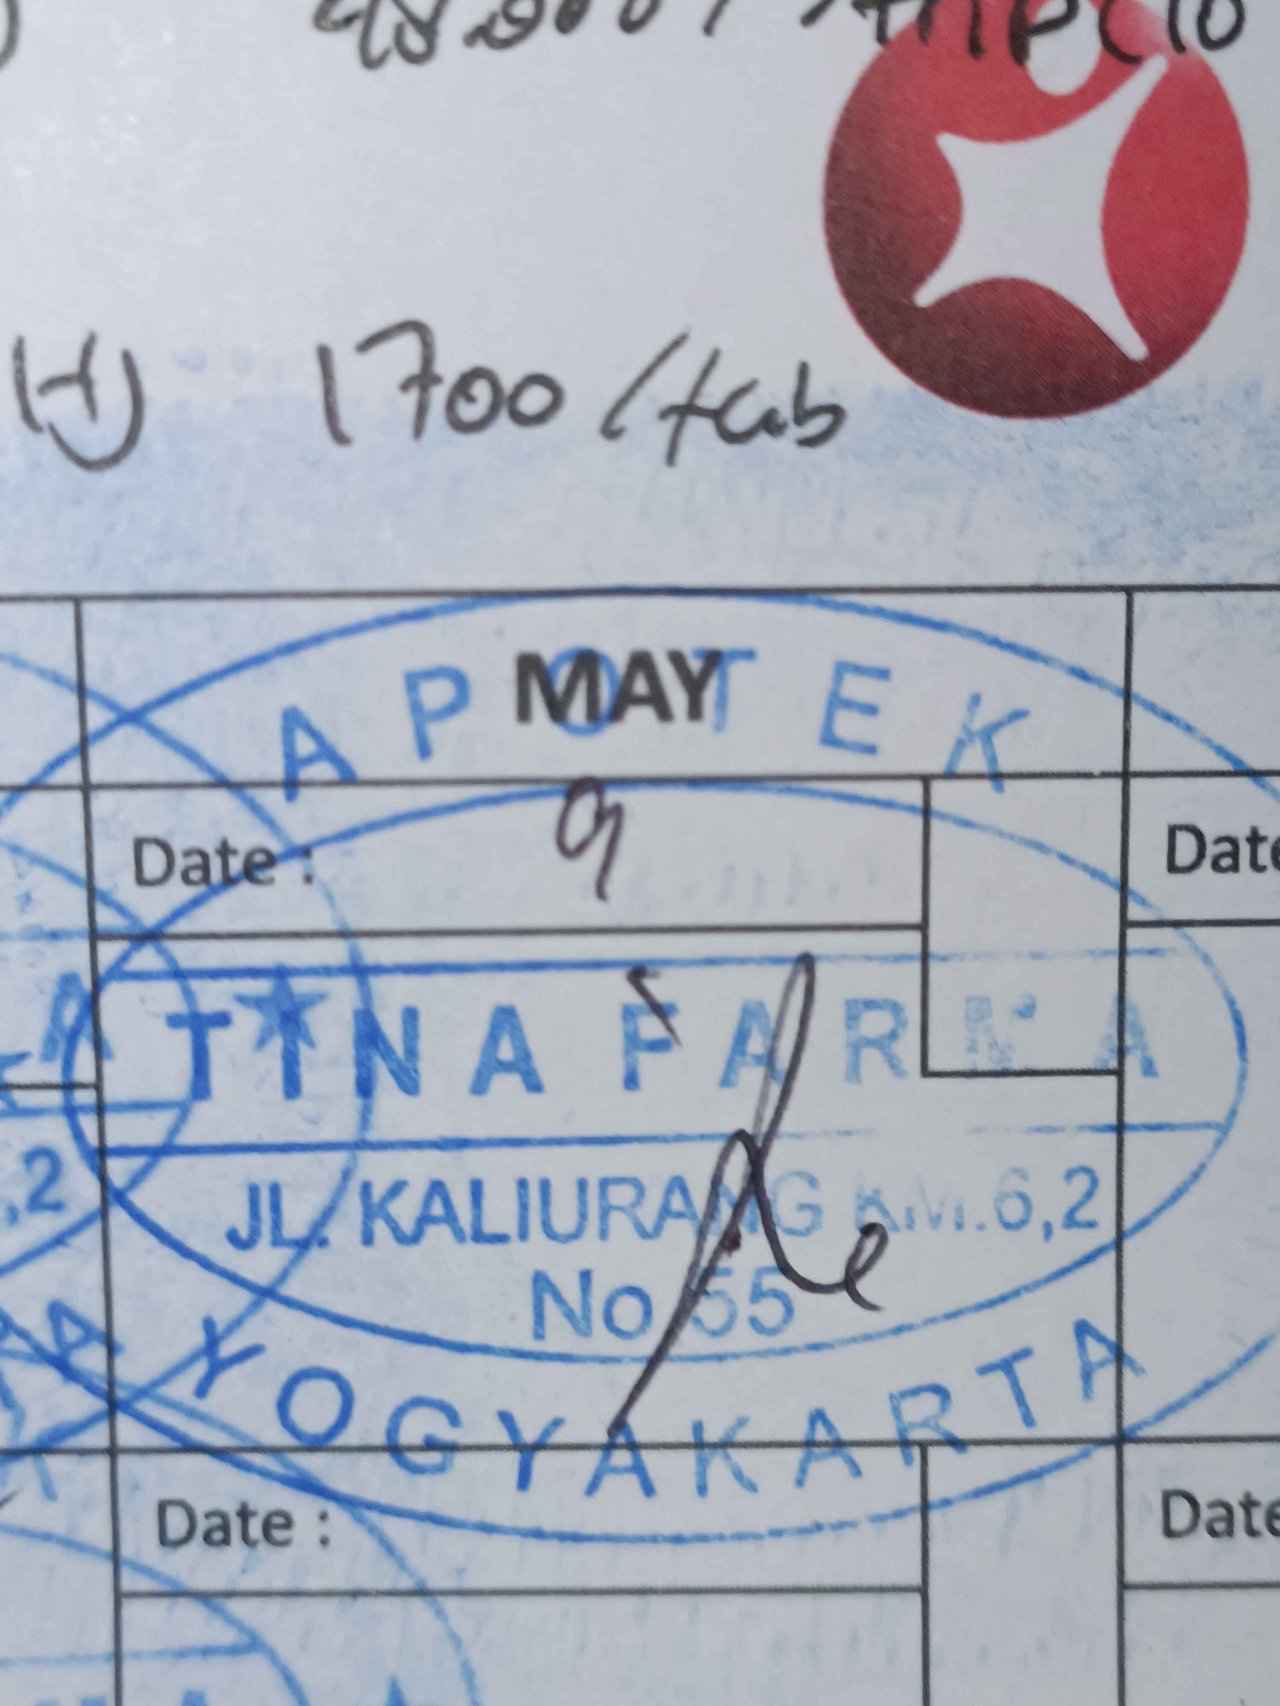 (H) 1700/tab
MAY
APOTEK
Date : 9
Date
TINA FARMA
JL. KALIURANG KM.6,2
,2
No 55
YOGYAKARTA
Date :
Date